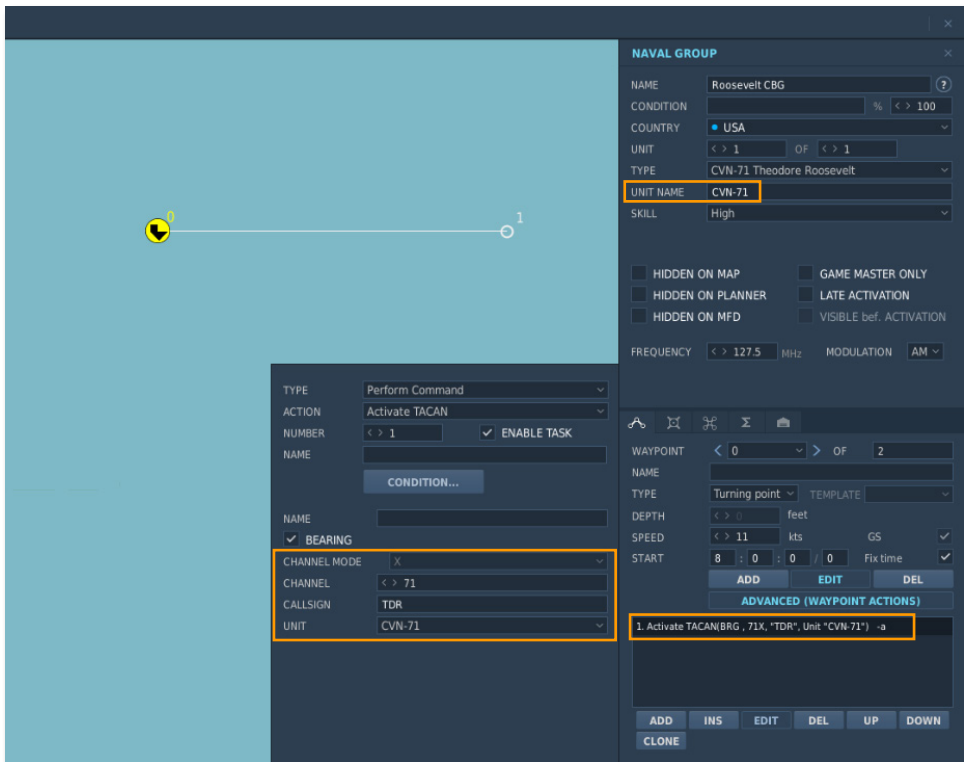 NAVAL GROUP
NAME Roosevelt CBG ?
CONDITION % < > 100
COUNTRY USA
UNIT < > 1 OF < > 1
TYPE CVN-71 Theodore Roosevelt
UNIT NAME CVN-71
SKILL High
HIDDEN ON MAP GAME MASTER ONLY
HIDDEN ON PLANNER LATE ACTIVATION
HIDDEN ON MFD VISIBLE bef. ACTIVATION
FREQUENCY < > 127.5 MHz MODULATION AM
0
1
TYPE Perform Command
ACTION Activate TACAN
NUMBER < > 1 ENABLE TASK
NAME
CONDITION...
NAME
BEARING
CHANNEL MODE X
CHANNEL < > 71
CALLSIGN TDR
UNIT CVN-71
WAYPOINT < 0 > OF 2
NAME
TYPE Turning point TEMPLATE
DEPTH < > 0 feet
SPEED < > 11 kts GS
START 8 : 0 : 0 / 0 Fix time
ADD EDIT DEL
ADVANCED (WAYPOINT ACTIONS)
1. Activate TACAN(BRG , 71X, "TDR", Unit "CVN-71") -a
ADD INS EDIT DEL UP DOWN
CLONE